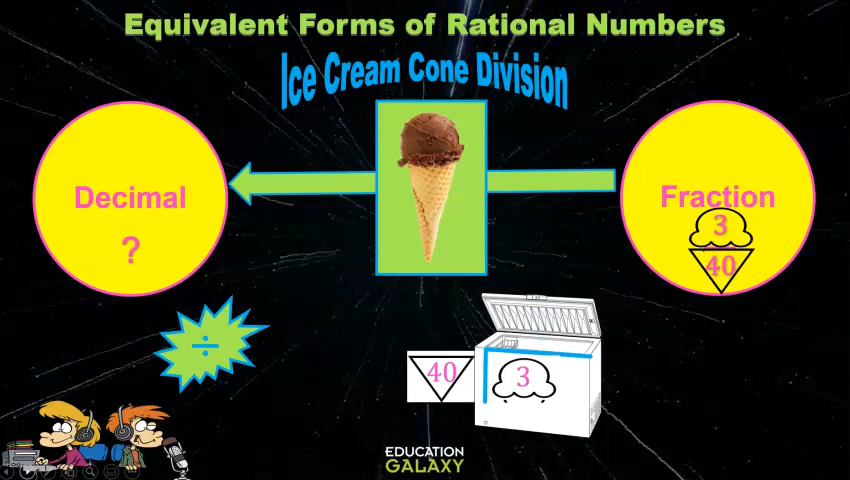 Equivalent Forms of Rational Numbers
Ice Cream Cone Division
Decimal
?
Fraction
3
40
÷
40
3
EDUCATION
GALAXY